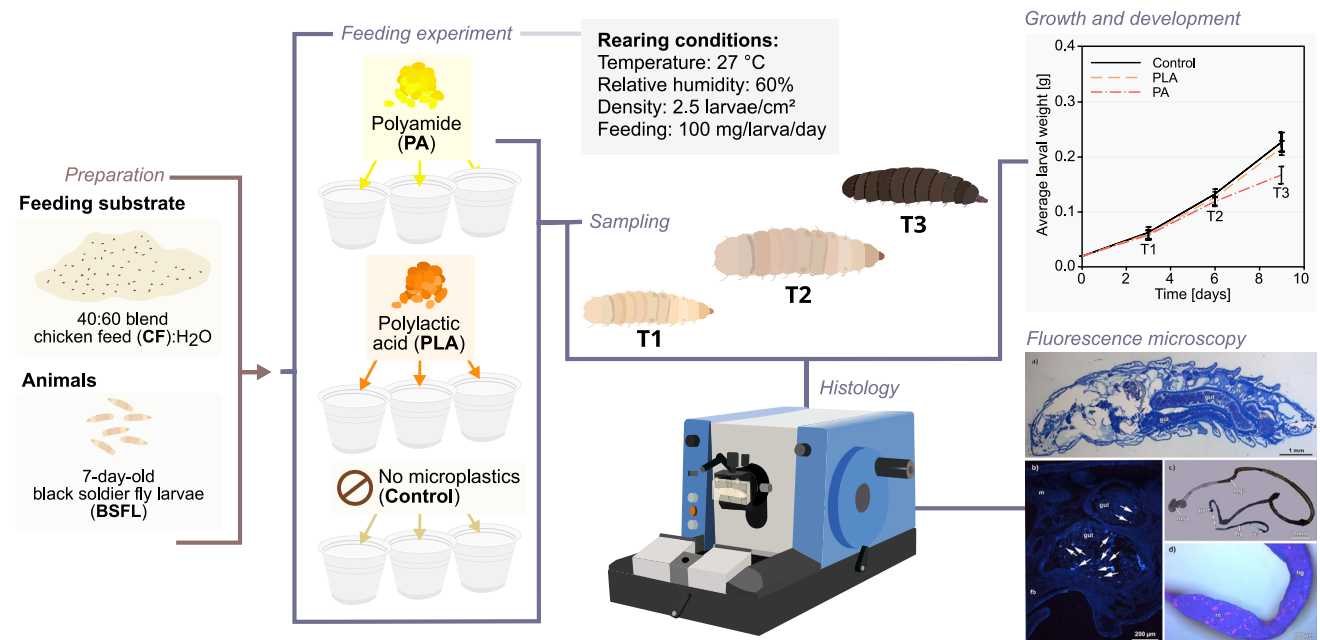 Preparation
Feeding substrate
40:60 blend
chicken feed (CF):H2O
Animals
7-day-old
black soldier fly larvae
(BSFL)
Feeding experiment
Polyamide
(PA)
Polylactic
acid (PLA)
No microplastics
(Control)
Rearing conditions:
Temperature: 27 °C
Relative humidity: 60%
Density: 2.5 larvae/cm²
Feeding: 100 mg/larva/day
Sampling
T1
T2
T3
Histology
Growth and development
Average larval weight [g]
0.4
0.3
0.2
0.1
0.0
Control
PLA
PA
T1
T2
T3
0 2 4 6 8 10
Time [days]
Fluorescence microscopy
a)
gut
gut
1 mm
b)
m
gut
gut
fb
200 µm
c)
d)
hg